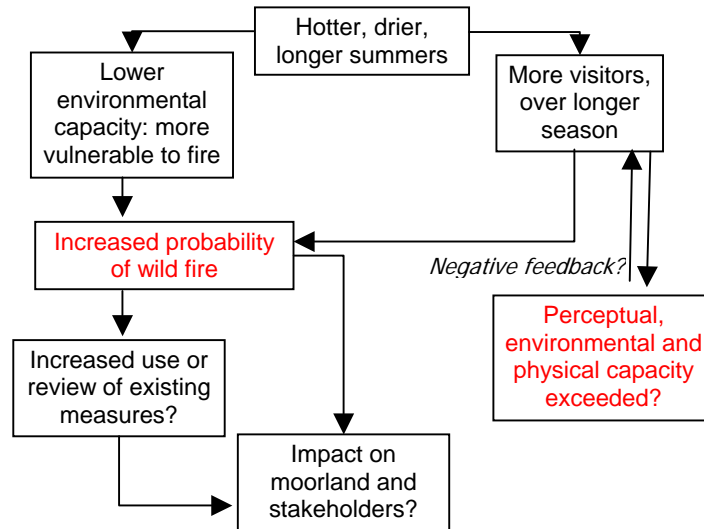 Hotter, drier,
longer summers
Lower
environmental
capacity: more
vulnerable to fire
More visitors,
over longer
season
Increased probability
of wild fire
Negative feedback?
Perceptual,
environmental and
physical capacity
exceeded?
Increased use or
review of existing
measures?
Impact on
moorland and
stakeholders?